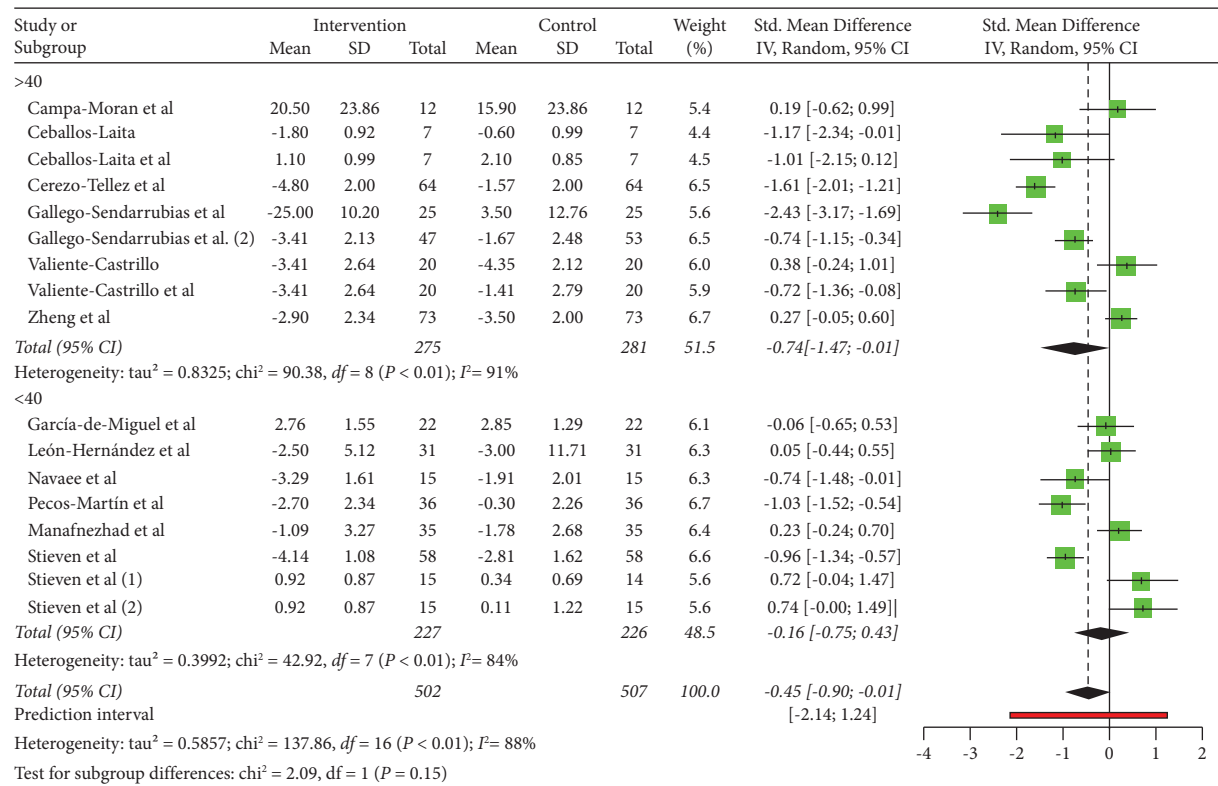 Study or Subgroup Intervention Control Weight (%) Std. Mean Difference IV, Random, 95% CI Std. Mean Difference IV, Random, 95% CI
Mean SD Total Mean SD Total
>40
Campa-Moran et al 20.50 23.86 12 15.90 23.86 12 5.4 0.19 [-0.62; 0.99]
Ceballos-Laita -1.80 0.92 7 -0.60 0.99 7 4.4 -1.17 [-2.34; -0.01]
Ceballos-Laita et al 1.10 0.99 7 2.10 0.85 7 4.5 -1.01 [-2.15; 0.12]
Cerezo-Tellez et al -4.80 2.00 64 -1.57 2.00 64 6.5 -1.61 [-2.01; -1.21]
Gallego-Sendarrubias et al -25.00 10.20 25 3.50 12.76 25 5.6 -2.43 [-3.17; -1.69]
Gallego-Sendarrubias et al. (2) -3.41 2.13 47 -1.67 2.48 53 6.5 -0.74 [-1.15; -0.34]
Valiente-Castrillo -3.41 2.64 20 -4.35 2.12 20 6.0 0.38 [-0.24; 1.01]
Valiente-Castrillo et al -3.41 2.64 20 -1.41 2.79 20 5.9 -0.72 [-1.36; -0.08]
Zheng et al -2.90 2.34 73 -3.50 2.00 73 6.7 0.27 [-0.05; 0.60]
Total (95% CI) 275 281 51.5 -0.74[-1.47; -0.01]
Heterogeneity: tau² = 0.8325; chi² = 90.38, df = 8 (P < 0.01); I²= 91%
<40
García-de-Miguel et al 2.76 1.55 22 2.85 1.29 22 6.1 -0.06 [-0.65; 0.53]
León-Hernández et al -2.50 5.12 31 -3.00 11.71 31 6.3 0.05 [-0.44; 0.55]
Navaee et al -3.29 1.61 15 -1.91 2.01 15 6.3 -0.74 [-1.48; -0.01]
Pecos-Martín et al -2.70 2.34 36 -0.30 2.26 36 6.7 -1.03 [-1.52; -0.54]
Manafnezhad et al -1.09 3.27 35 -1.78 2.68 35 6.4 0.23 [-0.24; 0.70]
Stieven et al -4.14 1.08 58 -2.81 1.62 58 6.6 -0.96 [-1.34; -0.57]
Stieven et al (1) 0.92 0.87 15 0.34 0.69 14 5.6 0.72 [-0.04; 1.47]
Stieven et al (2) 0.92 0.87 15 0.11 1.22 15 5.6 0.74 [-0.00; 1.49]|
Total (95% CI) 227 226 48.5 -0.16 [-0.75; 0.43]
Heterogeneity: tau² = 0.3992; chi² = 42.92, df = 7 (P < 0.01); I²= 84%
Total (95% CI) 502 507 100.0 -0.45 [-0.90; -0.01]
Prediction interval [-2.14; 1.24]
Heterogeneity: tau² = 0.5857; chi² = 137.86, df = 16 (P < 0.01); I²= 88%
-4 -3 -2 -1 0 1 2
Test for subgroup differences: chi² = 2.09, df = 1 (P = 0.15)